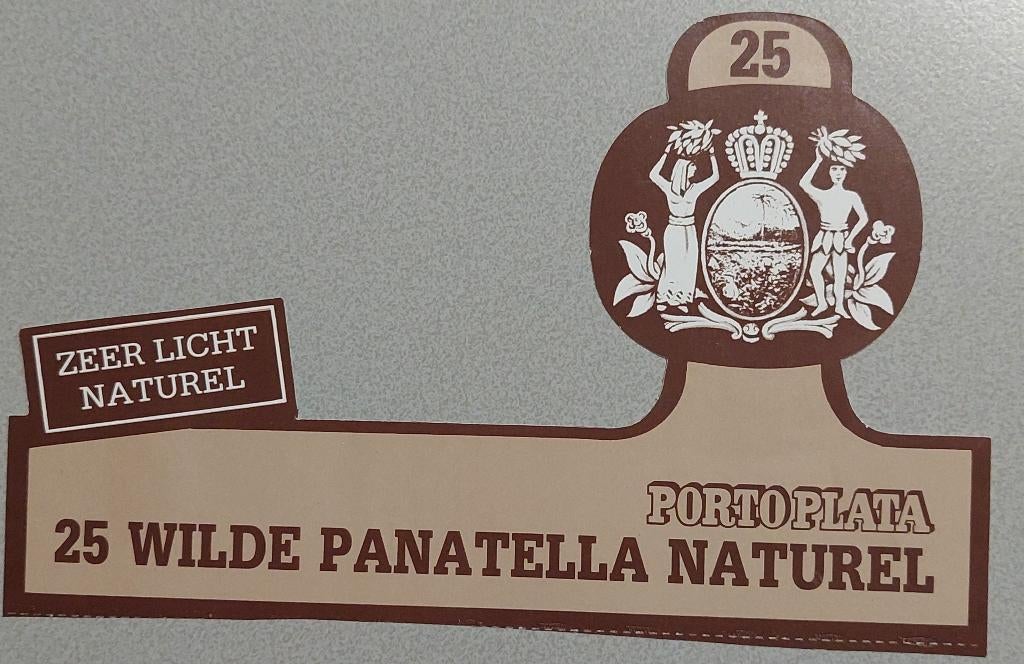 25
ZEER LICHT
NATUREL
PORTO PLATA
25 WILDE PANATELLA NATUREL